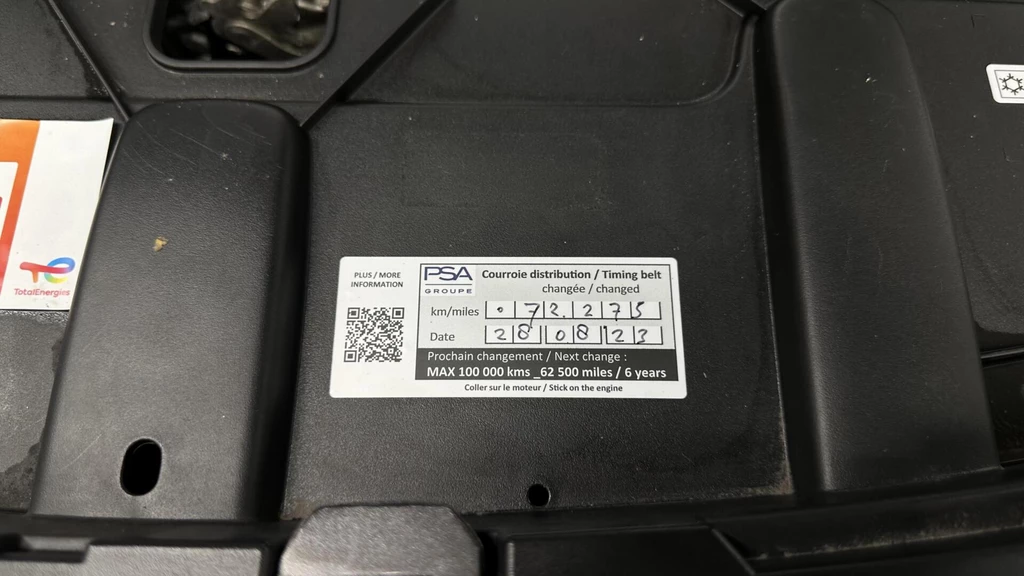 TotalEnergies
PLUS / MORE
INFORMATION
PSA
GROUPE
Courroie distribution / Timing belt
changée / changed
km/miles 072.275
Date 28 08 23
Prochain changement / Next change :
MAX 100 000 kms _62 500 miles / 6 years
Coller sur le moteur / Stick on the engine